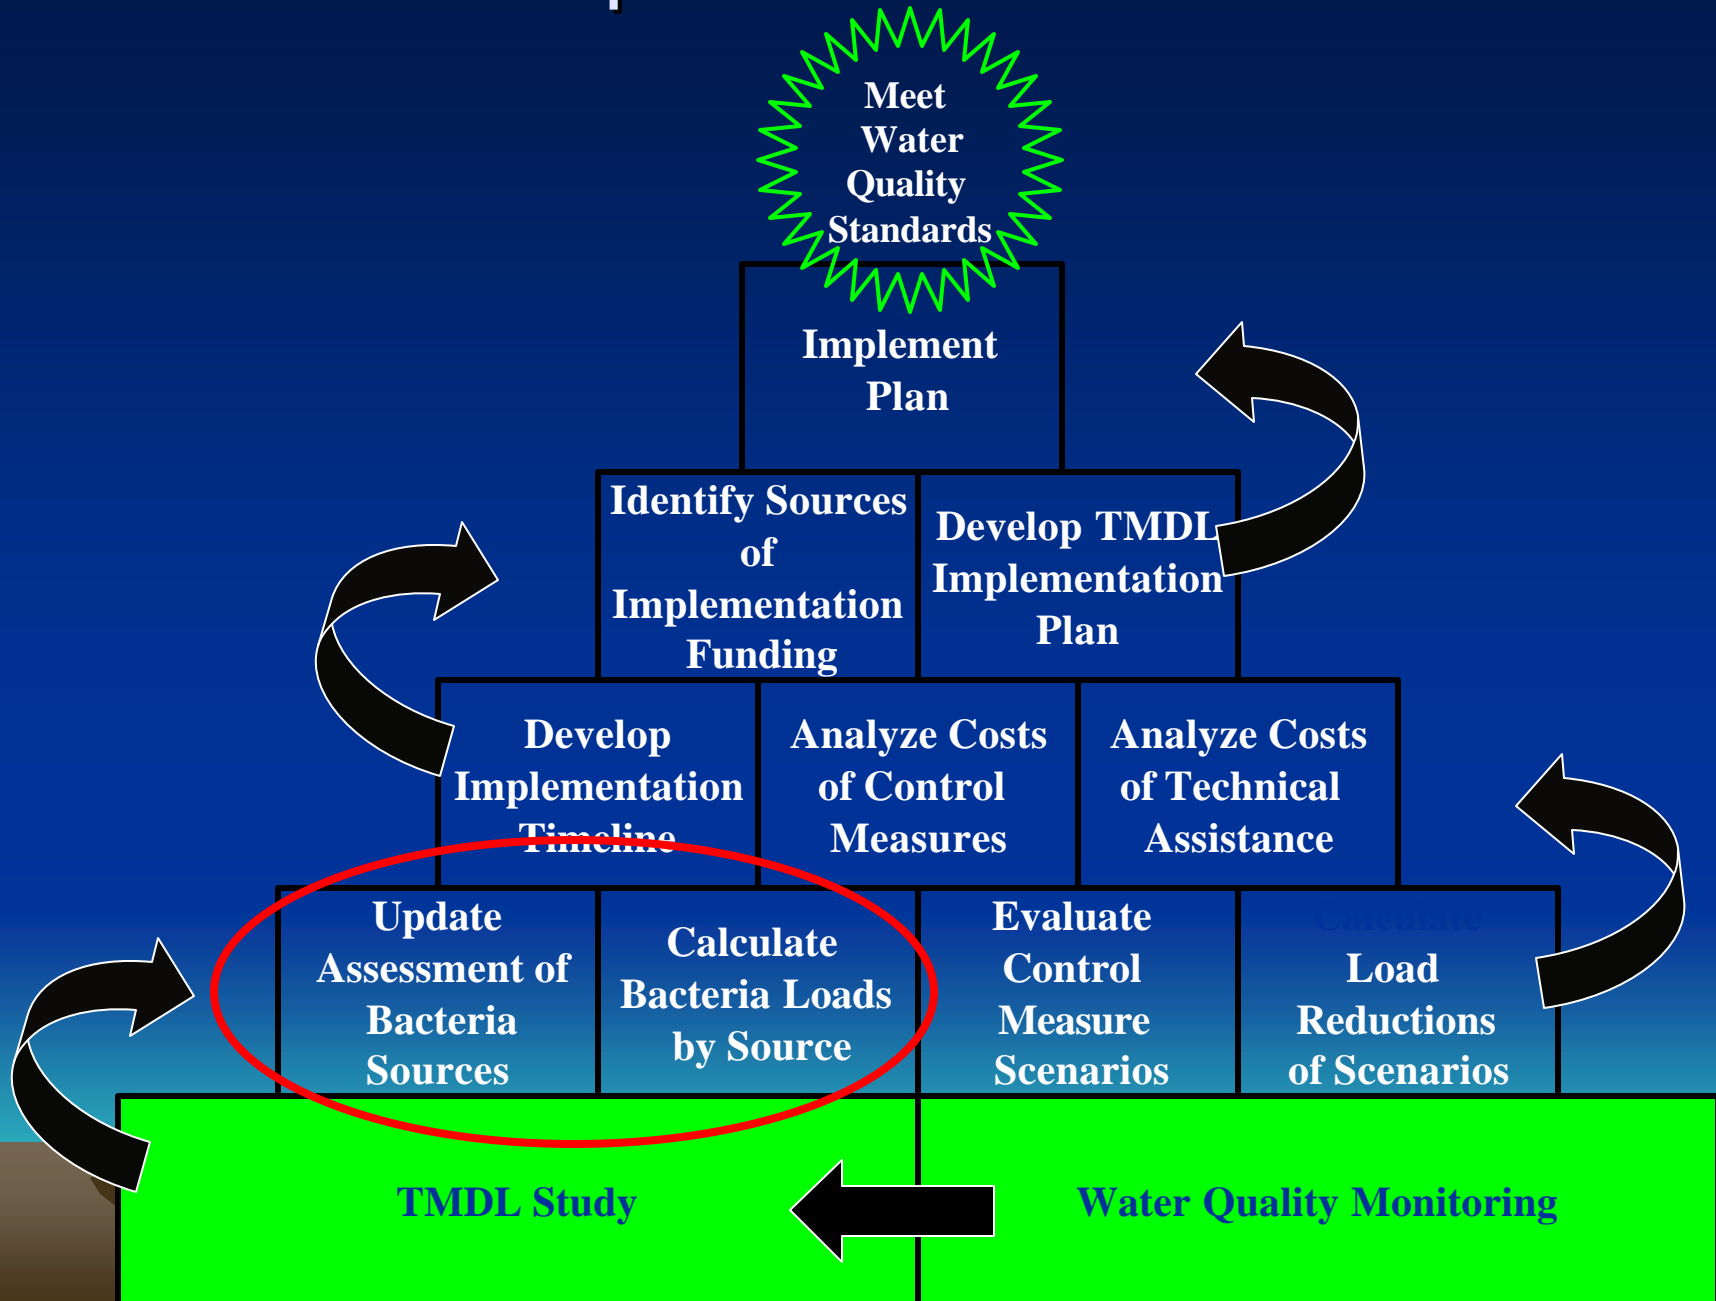 Meet
Water
Quality
Standards
Implement
Plan
Identify Sources
of
Implementation
Funding
Develop TMDL
Implementation
Plan
Develop
Implementation
Timeline
Analyze Costs
of Control
Measures
Analyze Costs
of Technical
Assistance
Update
Assessment of
Bacteria
Sources
Calculate
Bacteria Loads
by Source
Evaluate
Control
Measure
Scenarios
Calculate
Load
Reductions
of Scenarios
TMDL Study
Water Quality Monitoring